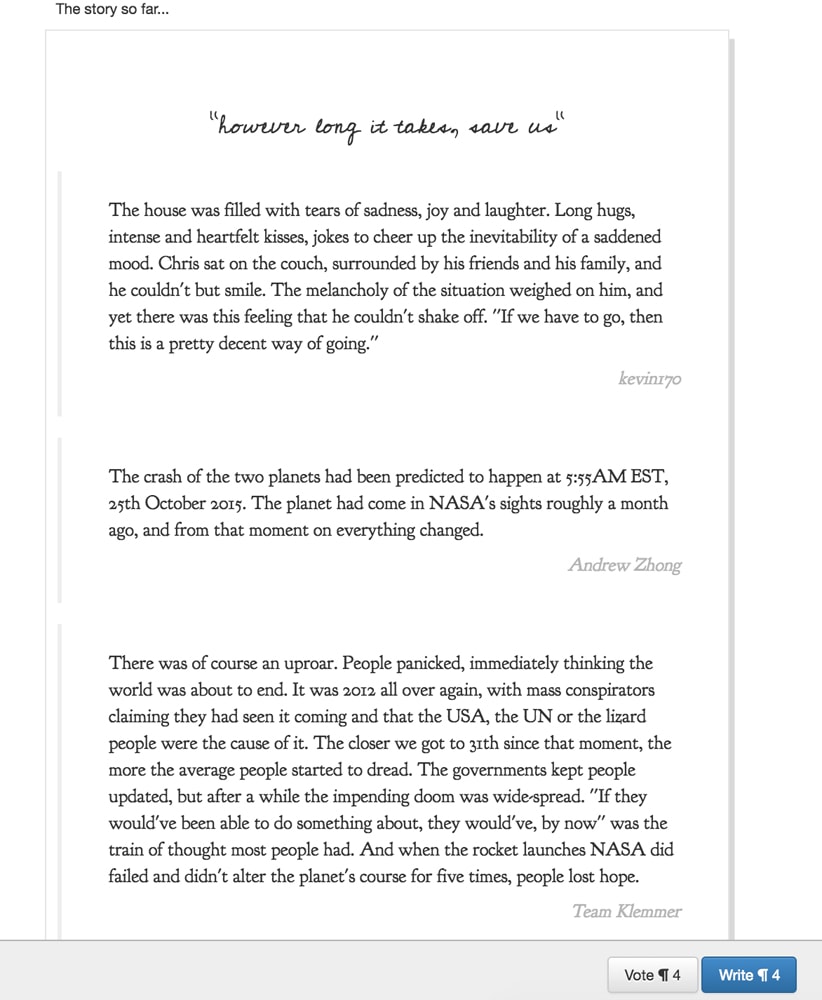 The story so far...
"however long it takes, save us"
The house was filled with tears of sadness, joy and laughter. Long hugs,
intense and heartfelt kisses, jokes to cheer up the inevitability of a saddened
mood. Chris sat on the couch, surrounded by his friends and his family, and
he couldn't but smile. The melancholy of the situation weighed on him, and
yet there was this feeling that he couldn't shake off. "If we have to go, then
this is a pretty decent way of going."
kevin170
The crash of the two planets had been predicted to happen at 5:55AM EST,
25th October 2015. The planet had come in NASA's sights roughly a month
ago, and from that moment on everything changed.
Andrew Zhong
There was of course an uproar. People panicked, immediately thinking the
world was about to end. It was 2012 all over again, with mass conspirators
claiming they had seen it coming and that the USA, the UN or the lizard
people were the cause of it. The closer we got to 31th since that moment, the
more the average people started to dread. The governments kept people
updated, but after a while the impending doom was wide-spread. "If they
would've been able to do something about, they would've, by now" was the
train of thought most people had. And when the rocket launches NASA did
failed and didn't alter the planet's course for five times, people lost hope.
Team Klemmer
Vote ¶ 4
Write ¶ 4